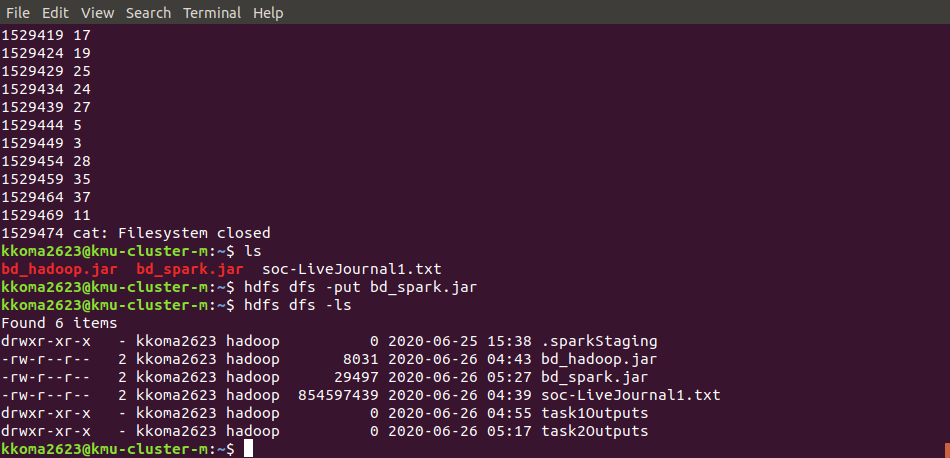 File Edit View Search Terminal Help
1529419 17
1529424 19
1529429 25
1529434 24
1529439 27
1529444 5
1529449 3
1529454 28
1529459 35
1529464 37
1529469 11
1529474 cat: Filesystem closed
kkoma2623@kmu-cluster-m:~$ ls
bd_hadoop.jar  bd_spark.jar  soc-LiveJournal1.txt
kkoma2623@kmu-cluster-m:~$ hdfs dfs -put bd_spark.jar
kkoma2623@kmu-cluster-m:~$ hdfs dfs -ls
Found 6 items
drwxr-xr-x   - kkoma2623 hadoop          0 2020-06-25 15:38 .sparkStaging
-rw-r--r--   2 kkoma2623 hadoop       8031 2020-06-26 04:43 bd_hadoop.jar
-rw-r--r--   2 kkoma2623 hadoop      29497 2020-06-26 05:27 bd_spark.jar
-rw-r--r--   2 kkoma2623 hadoop  854597439 2020-06-26 04:39 soc-LiveJournal1.txt
drwxr-xr-x   - kkoma2623 hadoop          0 2020-06-26 04:55 task1Outputs
drwxr-xr-x   - kkoma2623 hadoop          0 2020-06-26 05:17 task2Outputs
kkoma2623@kmu-cluster-m:~$